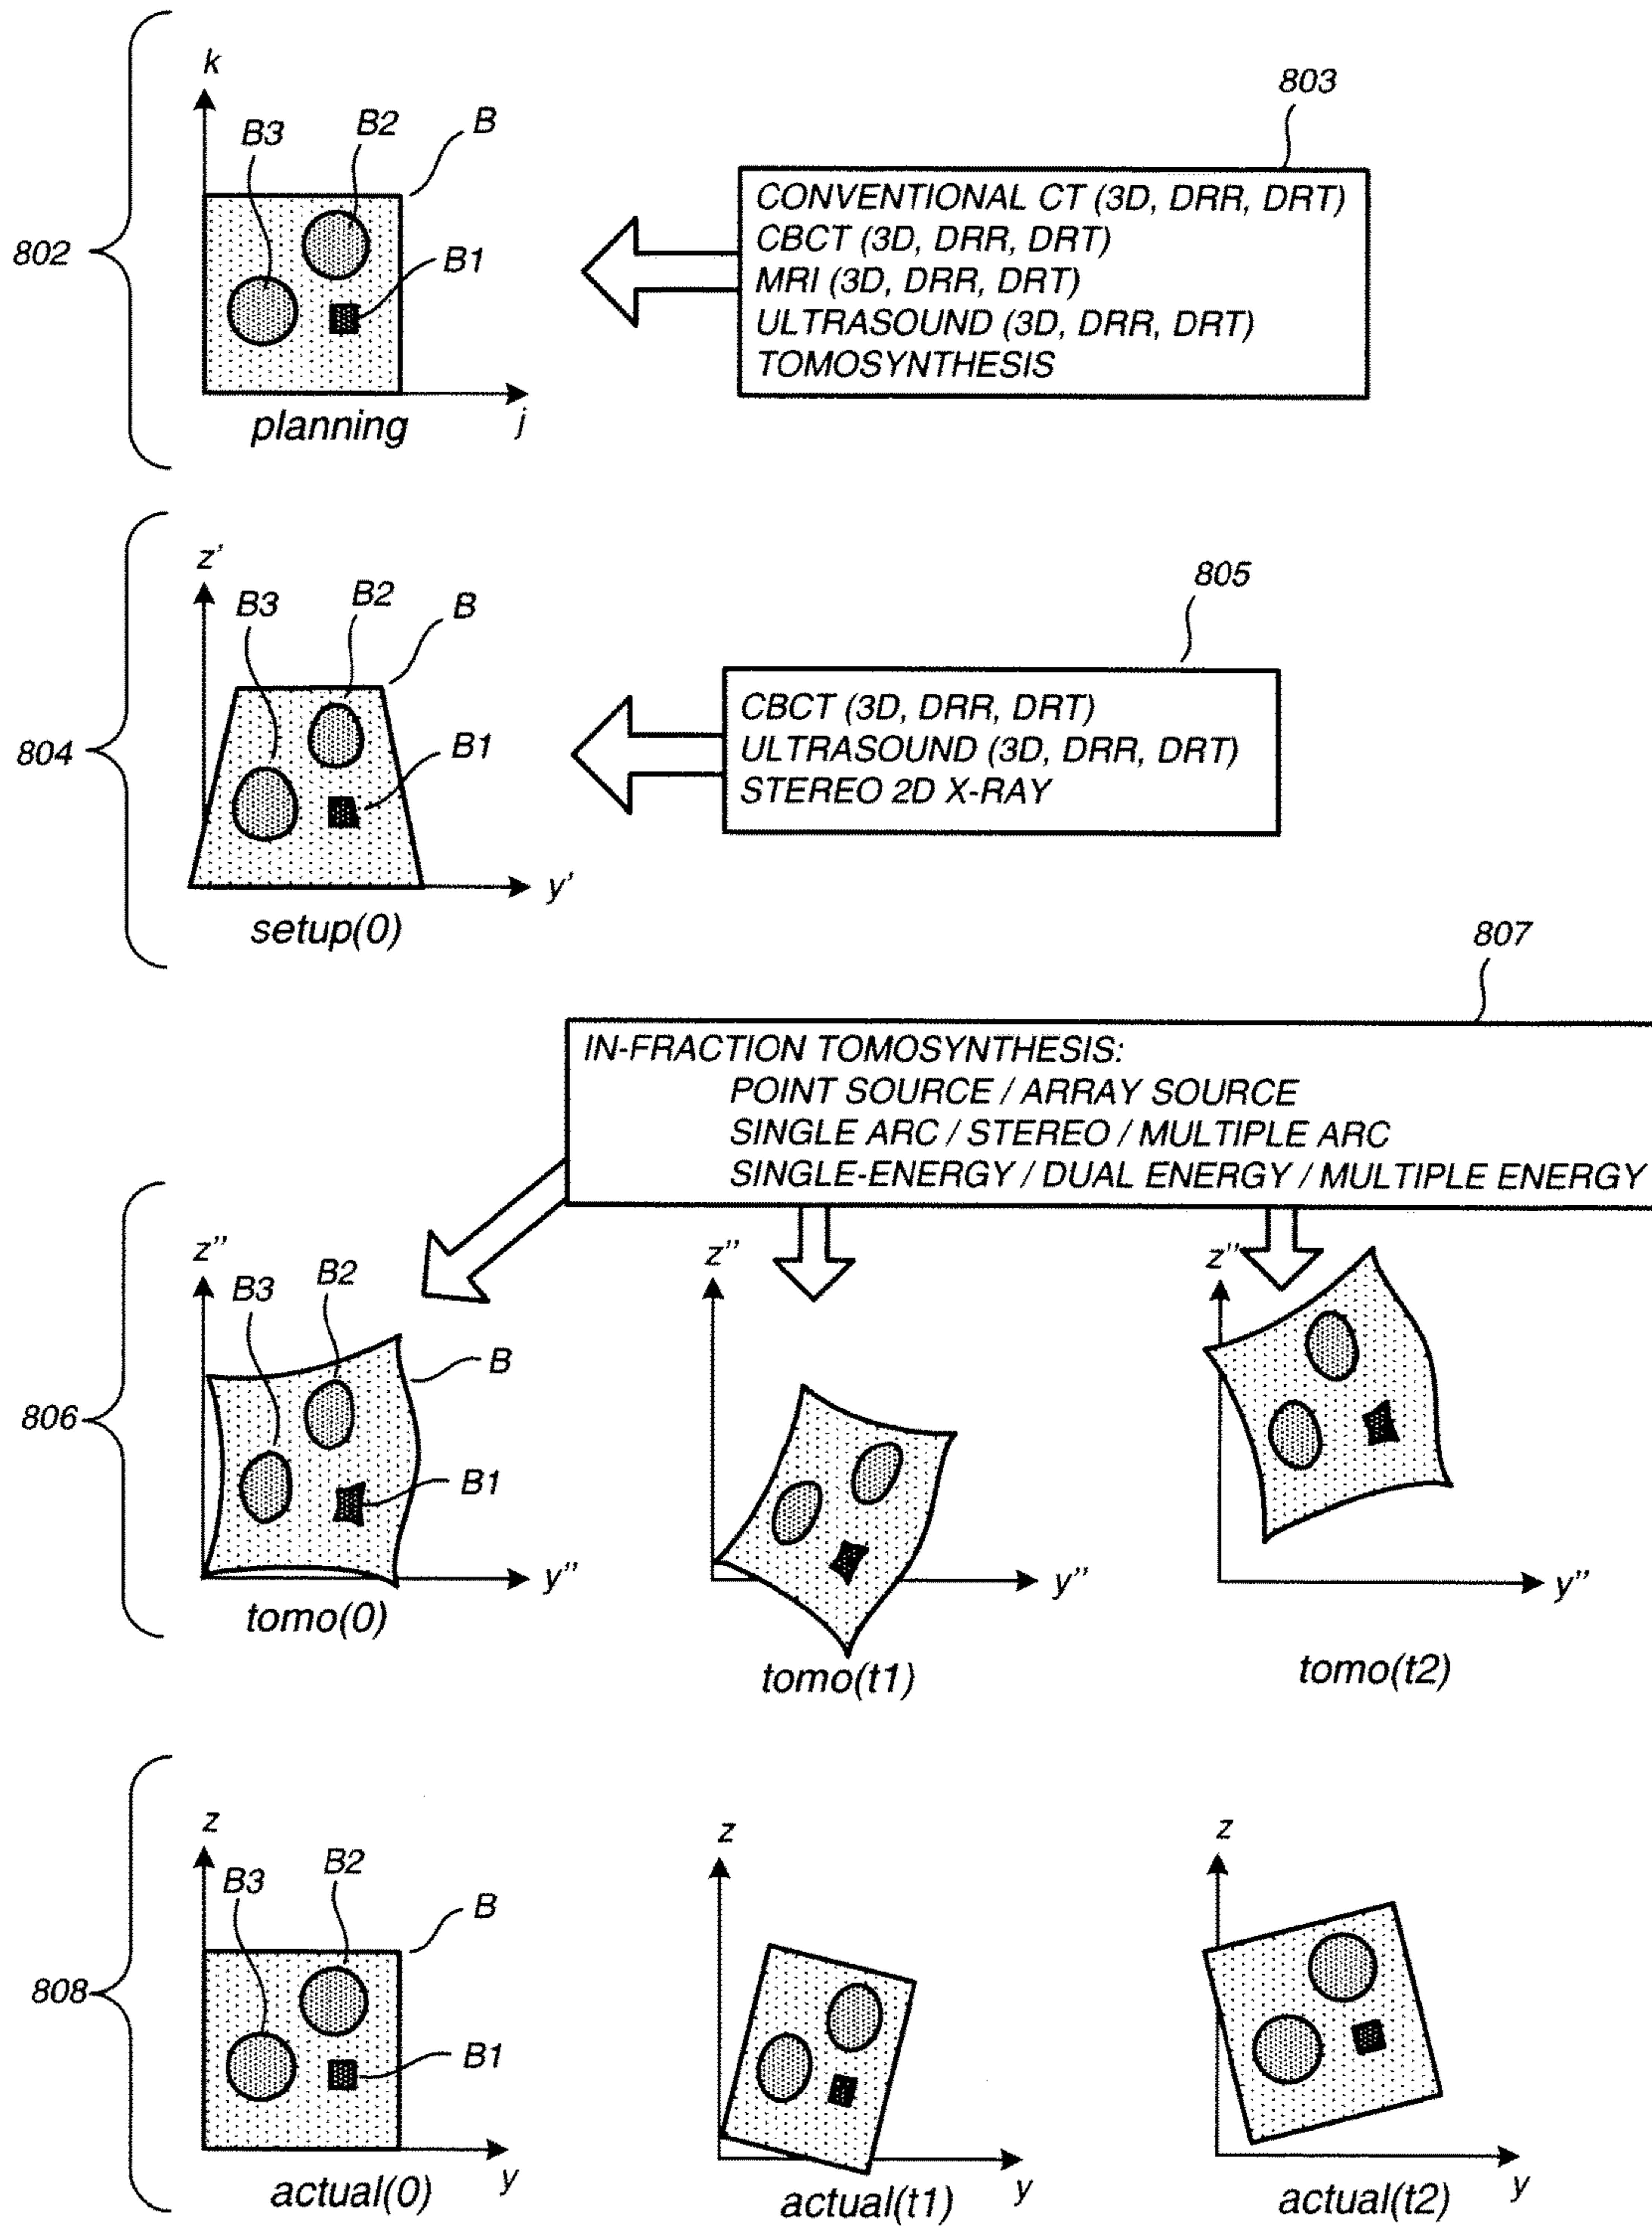 k
803
B3
B2
B
CONVENTIONAL CT (3D, DRR, DRT)
CBCT (3D, DRR, DRT)
MRI (3D, DRR, DRT)
ULTRASOUND (3D, DRR, DRT)
TOMOSYNTHESIS
802
B1
planning
j
z'
805
B3
B2
B
CBCT (3D, DRR, DRT)
ULTRASOUND (3D, DRR, DRT)
STEREO 2D X-RAY
804
B1
y'
setup(0)
807
IN-FRACTION TOMOSYNTHESIS:
POINT SOURCE / ARRAY SOURCE
SINGLE ARC / STEREO / MULTIPLE ARC
SINGLE-ENERGY / DUAL ENERGY / MULTIPLE ENERGY
z''
z''
z''
B3
B2
B
806
B1
y''
y''
y''
tomo(0)
tomo(t1)
tomo(t2)
z
z
z
B3
B2
B
808
B1
y
y
y
actual(0)
actual(t1)
actual(t2)